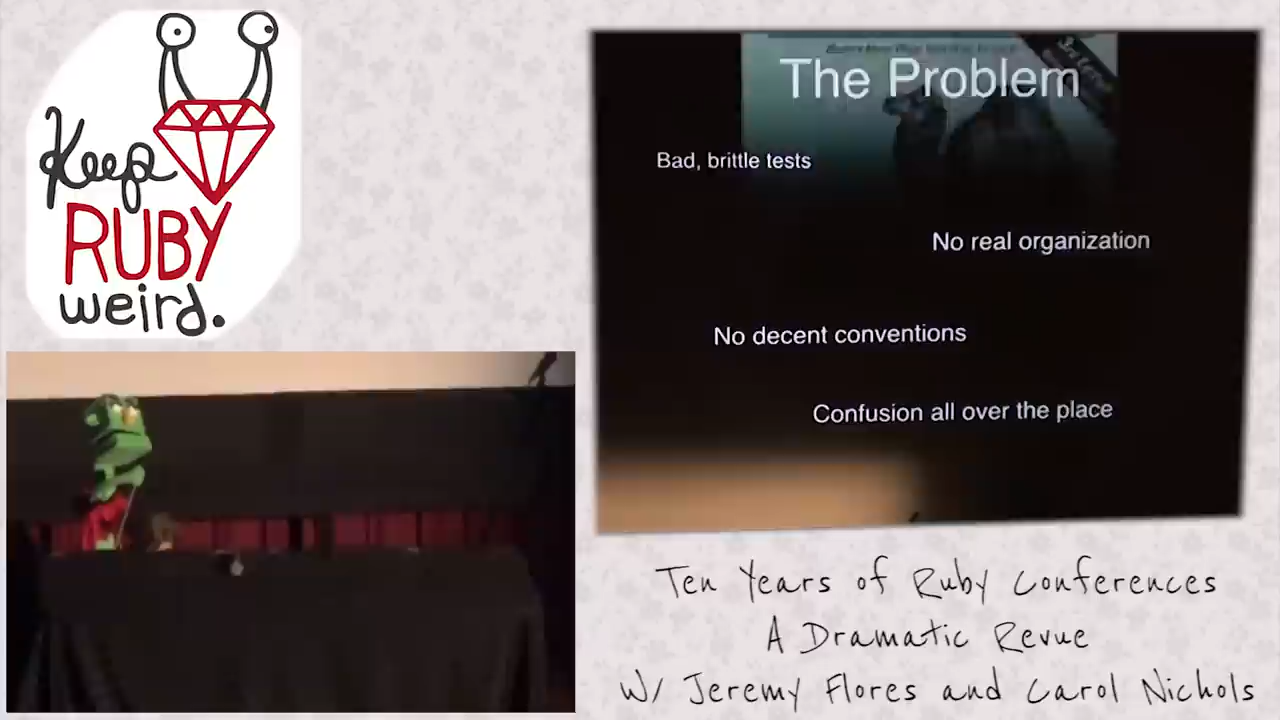 Keep
RUBY
weird.
The Problem
Bad, brittle tests
No real organization
No decent conventions
Confusion all over the place
Ten Years of Ruby Conferences
A Dramatic Revue
W/ Jeremy Flores and Carol Nichols